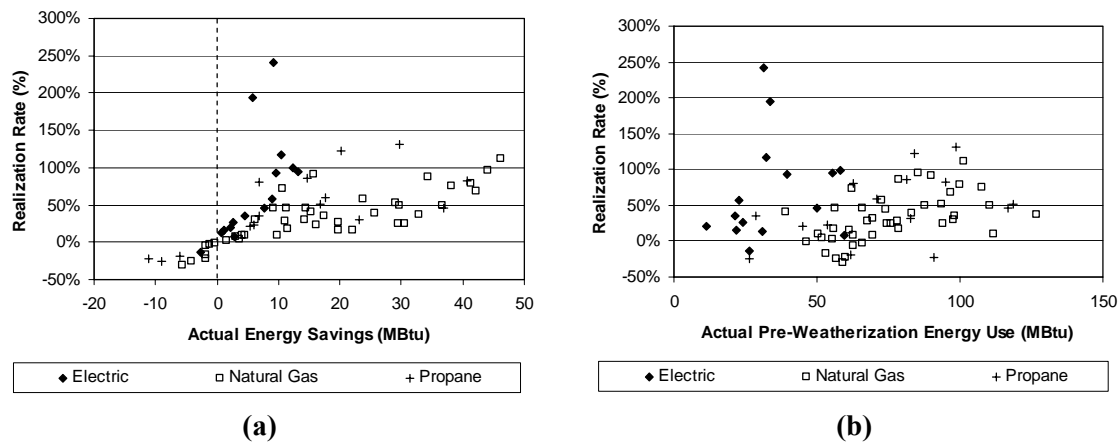 300%
250%
200%
150%
100%
50%
0%
-50%
Realization Rate (%)
-20 -10 0 10 20 30 40 50
Actual Energy Savings (MBtu)
Electric Natural Gas Propane
(a)
300%
250%
200%
150%
100%
50%
0%
-50%
Realization Rate (%)
0 50 100 150
Actual Pre-Weatherization Energy Use (MBtu)
Electric Natural Gas Propane
(b)